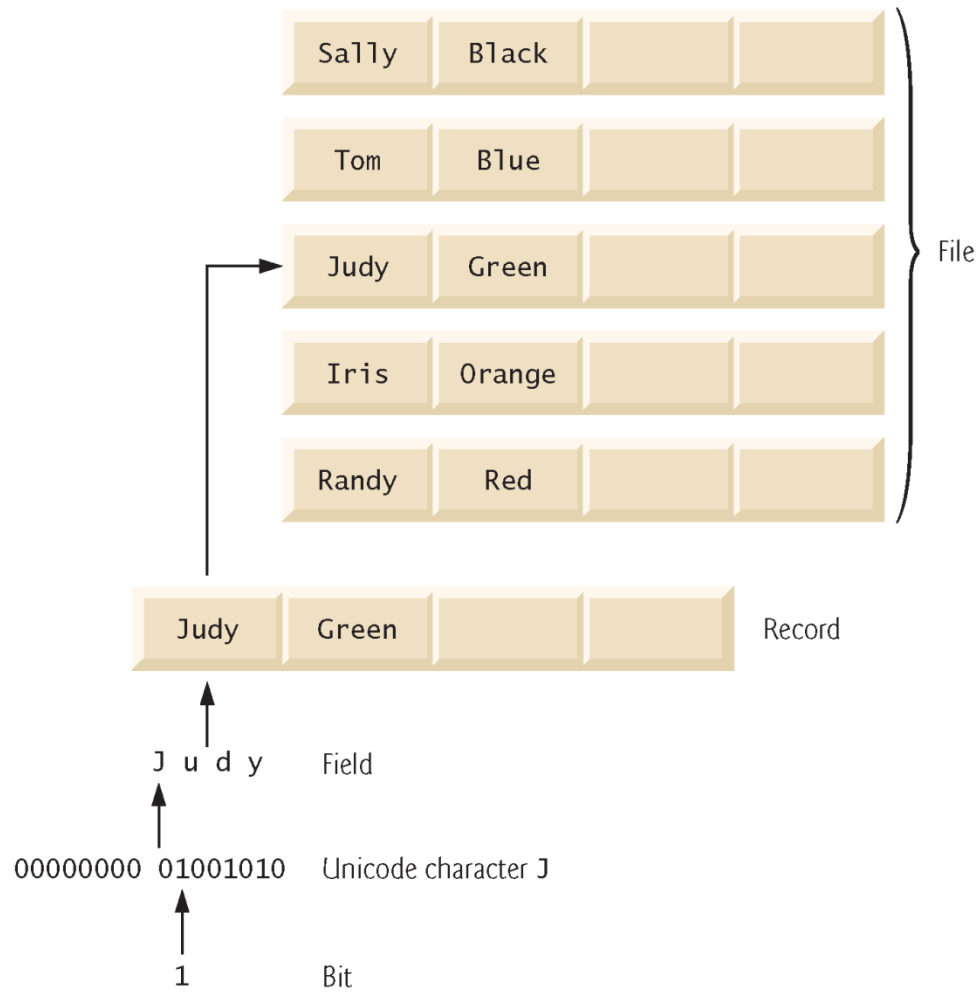 Sally Black
Tom Blue
Judy Green
File
Iris Orange
Randy Red
Judy Green Record
J u d y Field
00000000 01001010 Unicode character J
1 Bit